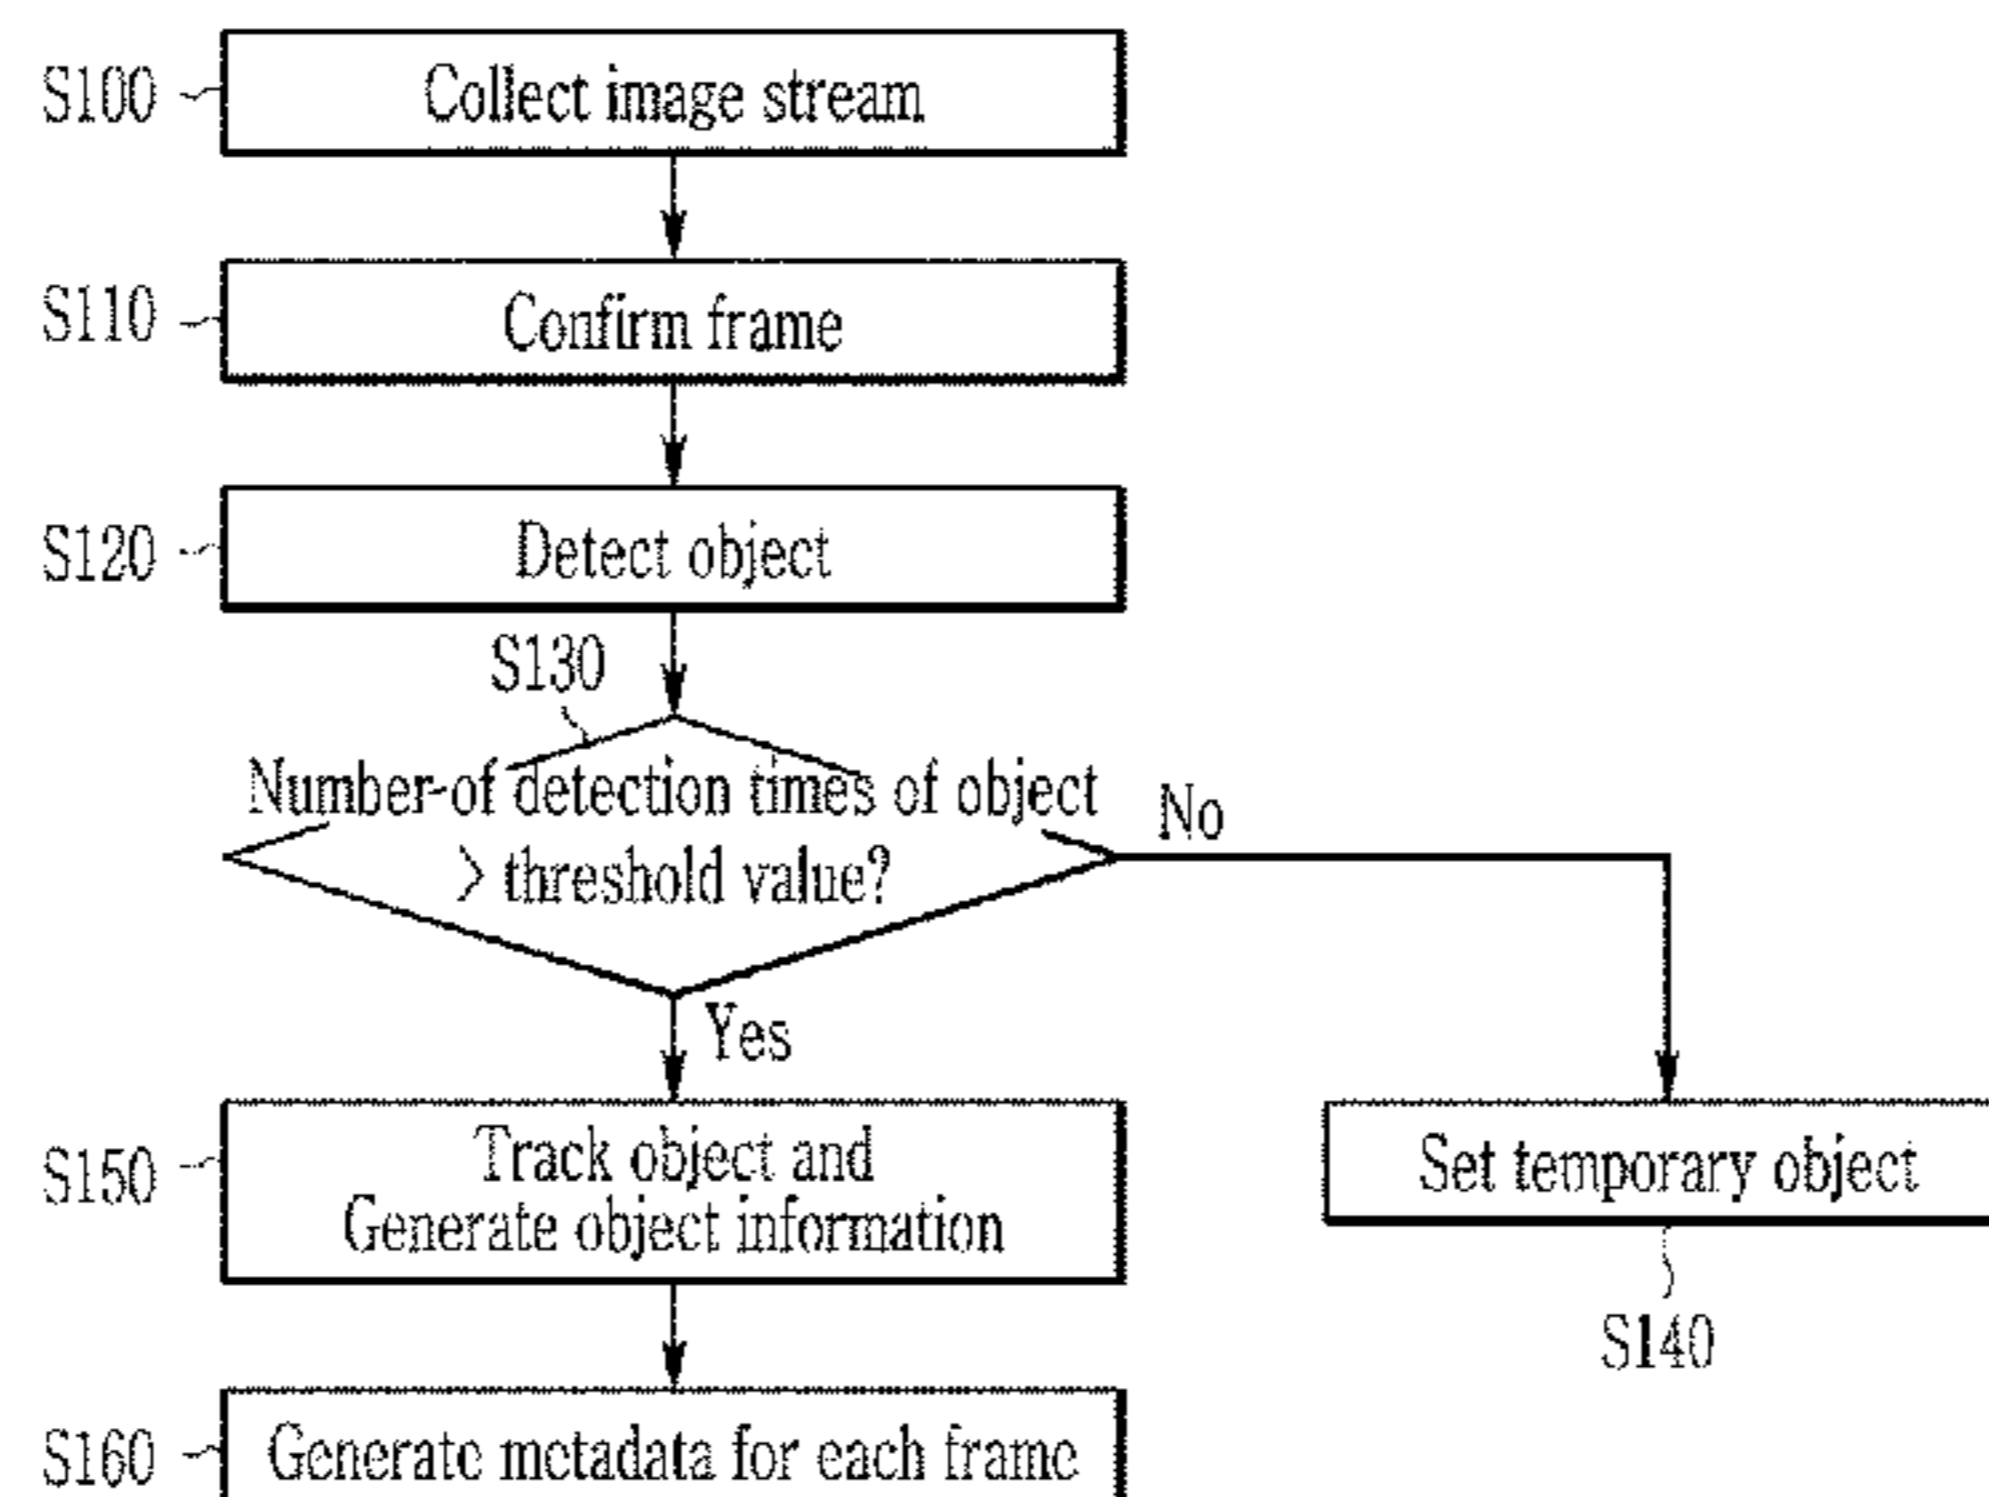 S100
Collect image stream
S110
Confirm frame
S120
Detect object
S130
Number of detection times of object
> threshold value?
No
Yes
S150
Track object and
Generate object information
Set temporary object
S140
S160
Generate metadata for each frame